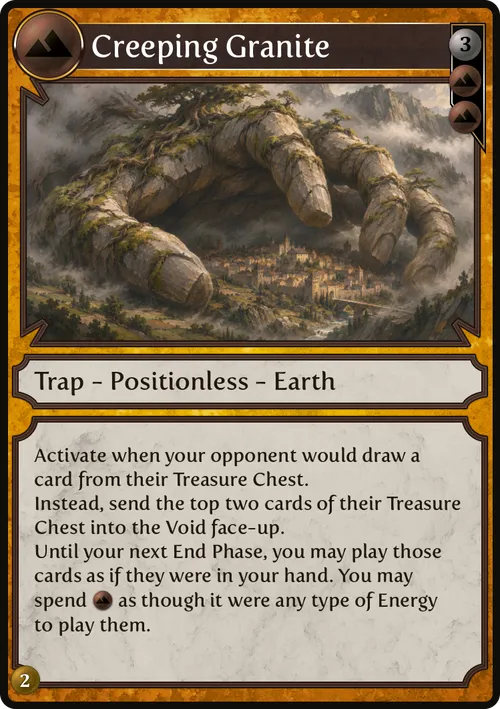 Creeping Granite
3
Trap - Positionless - Earth
Activate when your opponent would draw a
card from their Treasure Chest.
Instead, send the top two cards of their Treasure
Chest into the Void face-up.
Until your next End Phase, you may play those
cards as if they were in your hand. You may
spend as though it were any type of Energy
to play them.
2